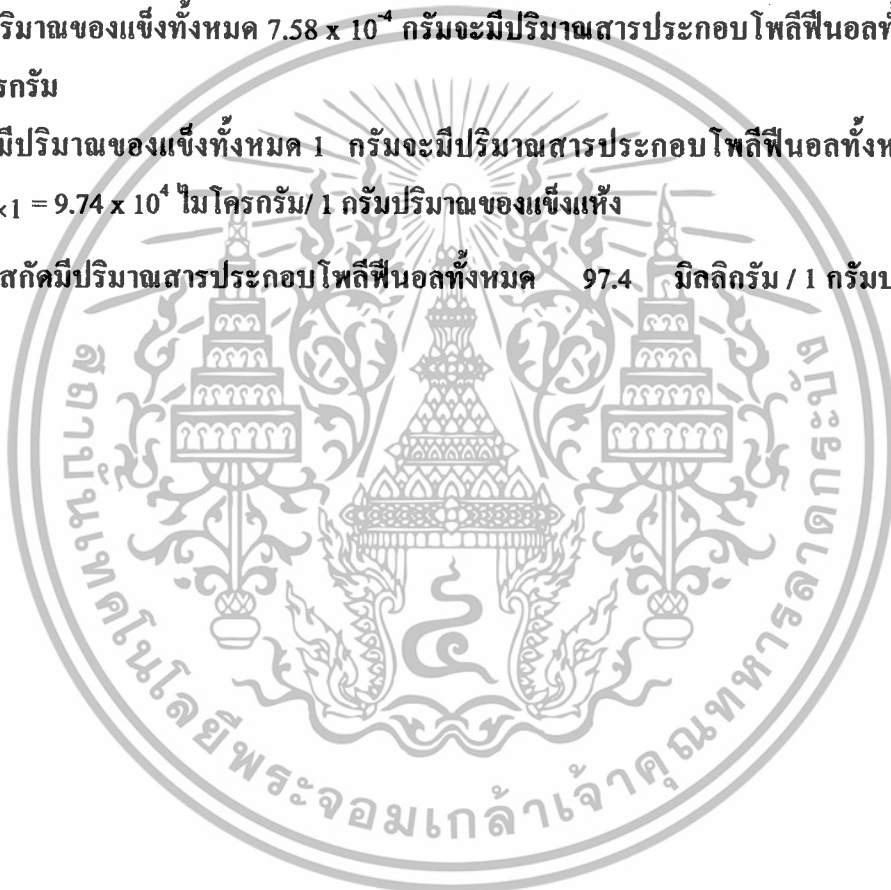 ริมาณของแข็งทั้งหมด 7.58 x 10⁻⁴ กรัมจะมีปริมาณสารประกอบโพลีฟีนอลทั้
รกรัม
มีปริมาณของแข็งทั้งหมด 1 กรัมจะมีปริมาณสารประกอบโพลีฟีนอลทั้งห
×1 = 9.74 x 10⁴ ไมโครกรัม/ 1 กรัมปริมาณของแข็งแห้ง
สกัดมีปริมาณสารประกอบโพลีฟีนอลทั้งหมด 97.4 มิลลิกรัม / 1 กรัมป
สถาบันเทคโนโลยีพระจอมเกล้าเจ้าคุณทหารลาดกระบัง